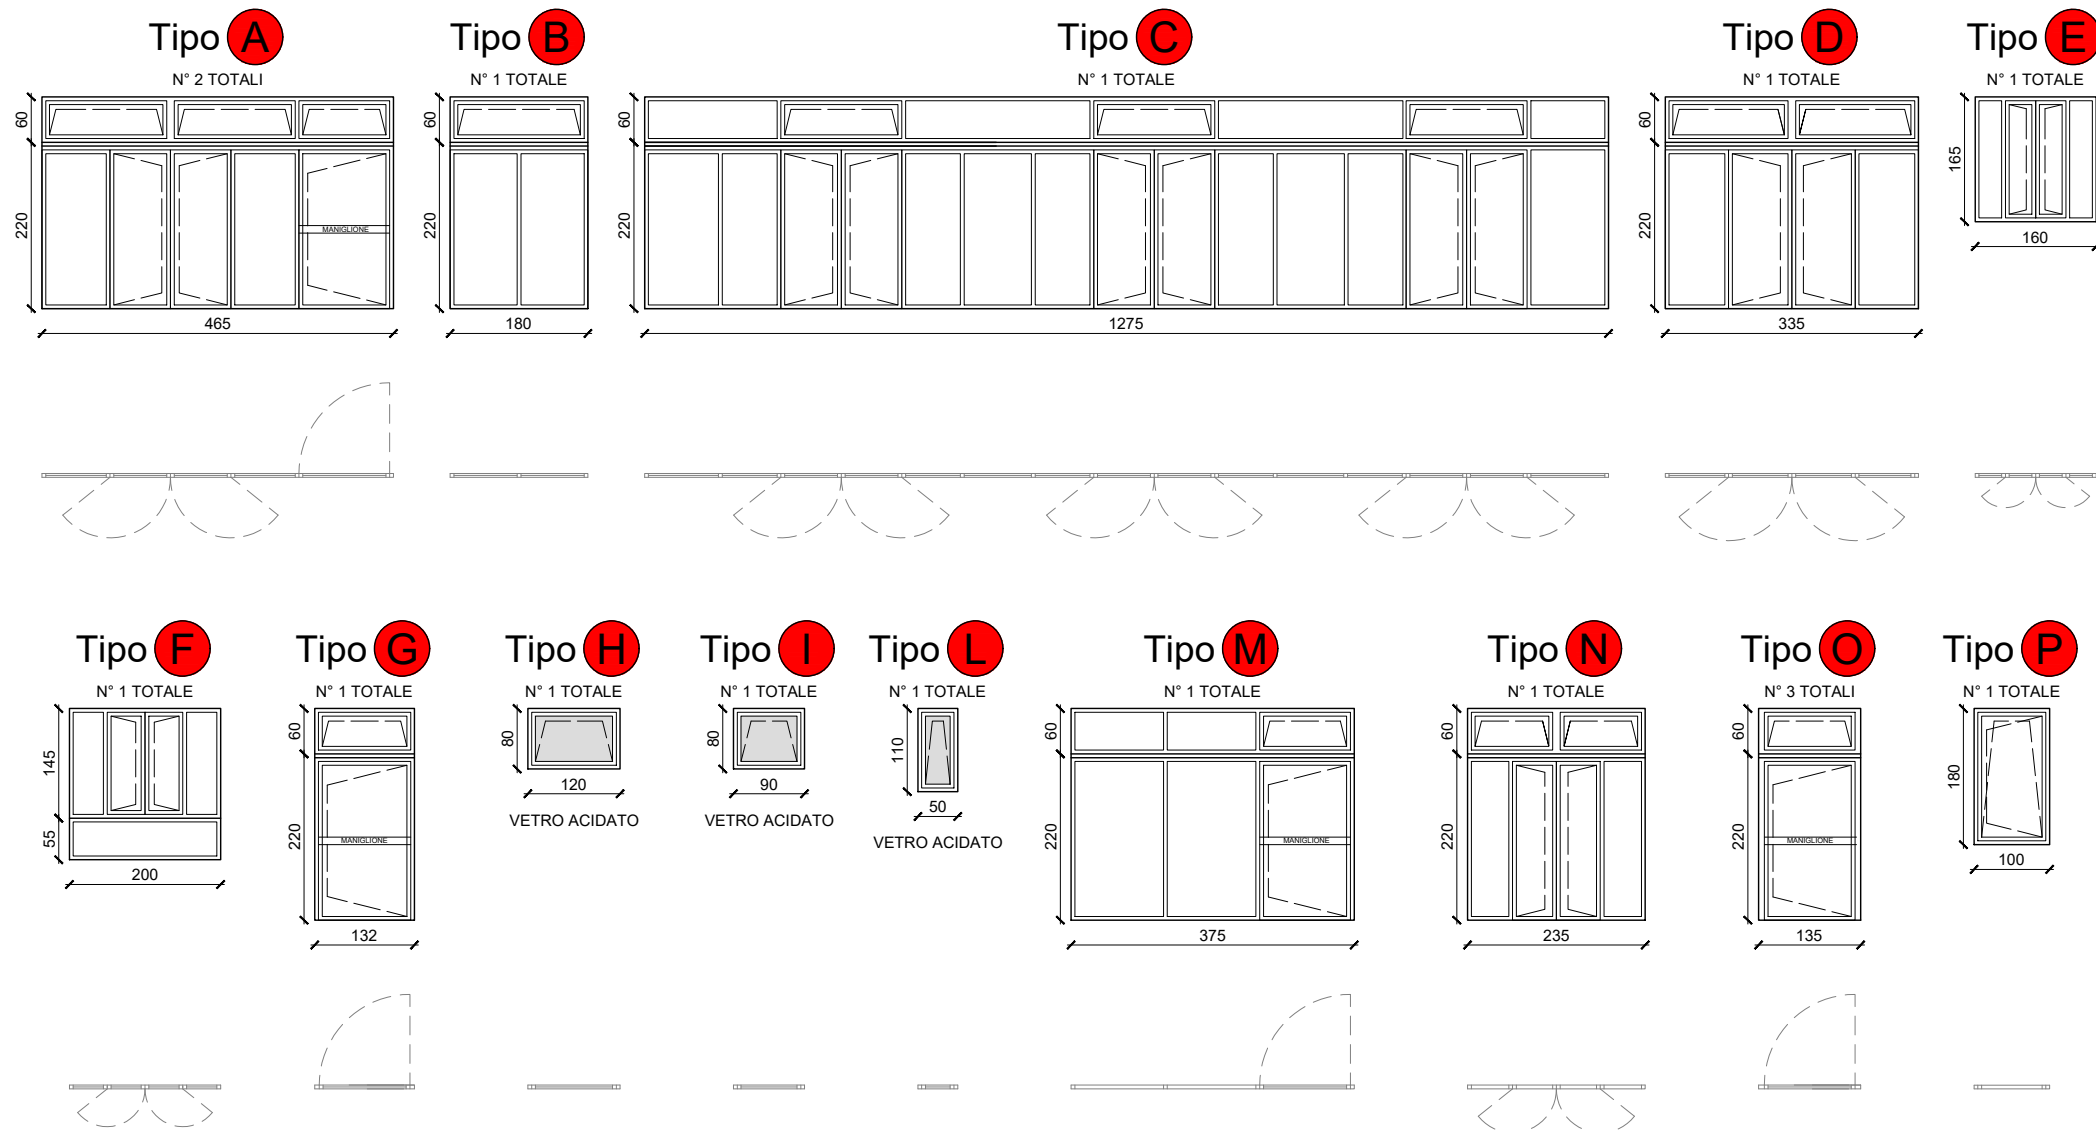 Tipo A
N° 2 TOTALI
60
220
MANIGLIONE
465
Tipo B
N° 1 TOTALE
60
220
180
Tipo C
N° 1 TOTALE
60
220
1275
Tipo D
N° 1 TOTALE
60
220
335
Tipo E
N° 1 TOTALE
165
160
Tipo F
N° 1 TOTALE
145
55
200
Tipo G
N° 1 TOTALE
60
220
MANIGLIONE
132
Tipo H
N° 1 TOTALE
80
120
VETRO ACIDATO
Tipo I
N° 1 TOTALE
80
90
VETRO ACIDATO
Tipo L
N° 1 TOTALE
110
50
VETRO ACIDATO
Tipo M
N° 1 TOTALE
60
220
MANIGLIONE
375
Tipo N
N° 1 TOTALE
60
220
235
Tipo O
N° 3 TOTALI
60
220
MANIGLIONE
135
Tipo P
N° 1 TOTALE
180
100